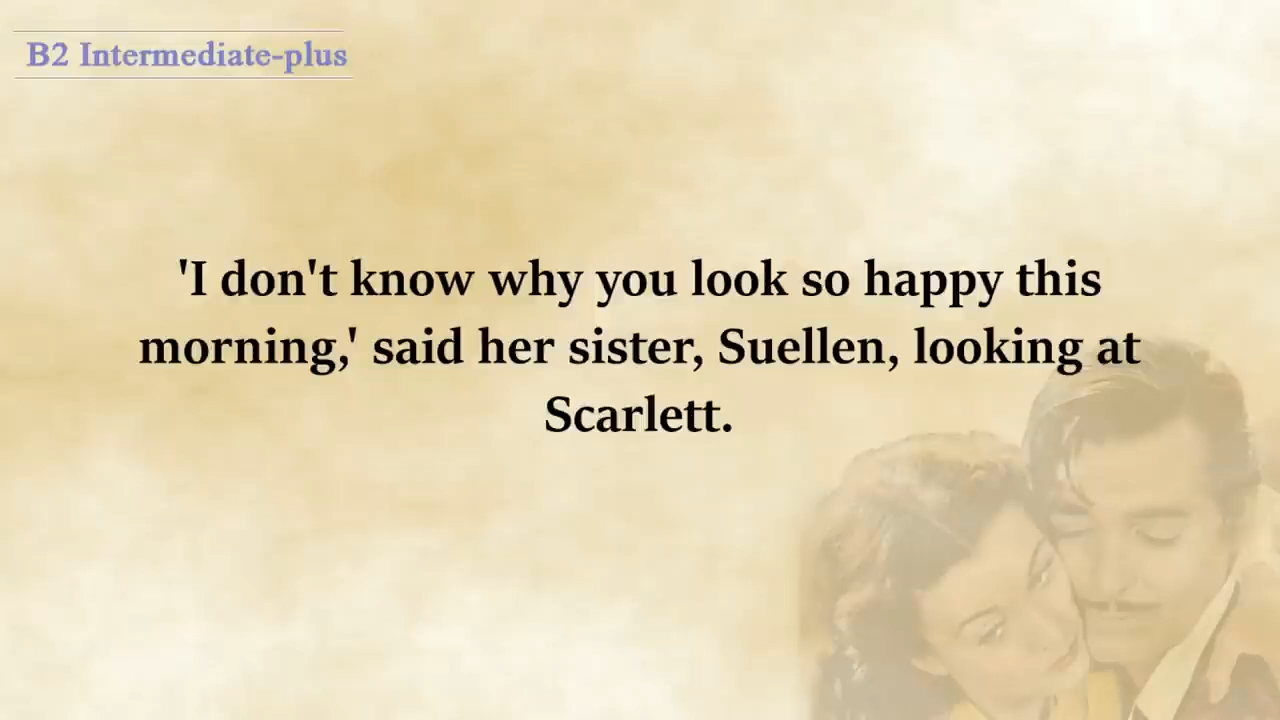 B2 Intermediate-plus
'I don't know why you look so happy this
morning,' said her sister, Suellen, looking at
Scarlett.